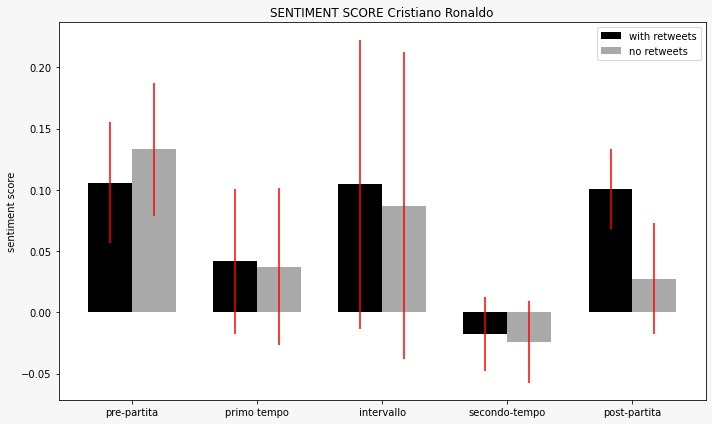 SENTIMENT SCORE Cristiano Ronaldo
with retweets
no retweets
sentiment score
0.20
0.15
0.10
0.05
0.00
−0.05
pre-partita
primo tempo
intervallo
secondo-tempo
post-partita